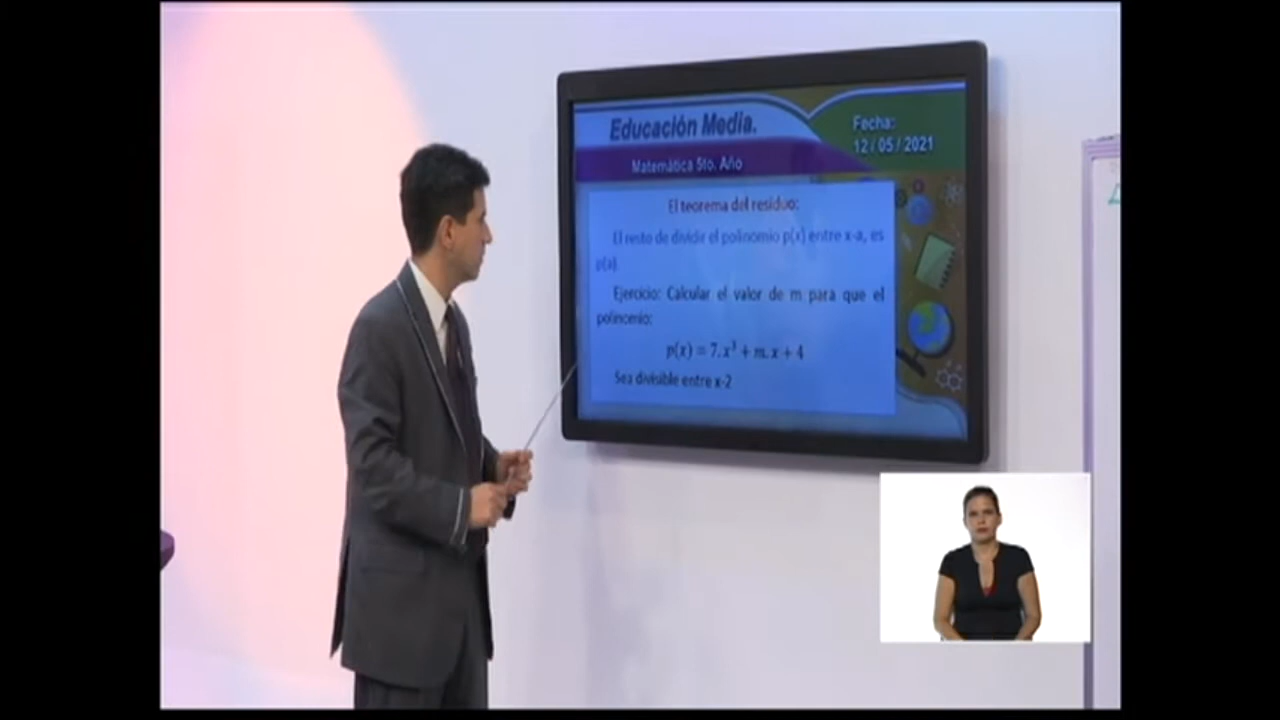 Educación Media.
Fecha:
12 / 05 / 2021
Matemática 5to. Año
El teorema del residuo:
El resto de dividir el polinomio p(x) entre x-a, es
p(a).
Ejercicio: Calcular el valor de m para que el
polinomio:
p(x) = 7.x³ + m.x + 4
Sea divisible entre x-2